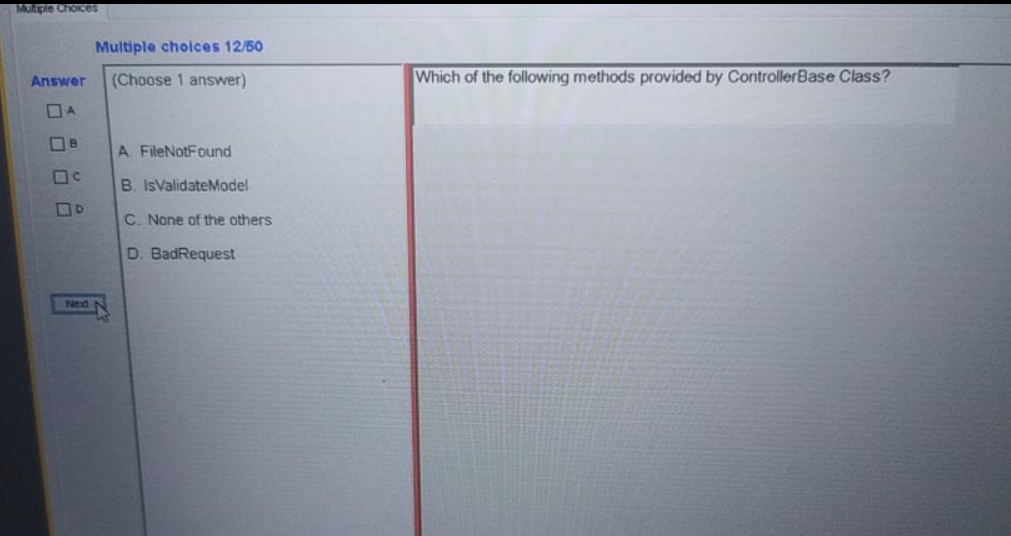 Multiple Choices
Multiple choices 12/50
Answer
(Choose 1 answer)
Which of the following methods provided by ControllerBase Class?
A
B
C
D
A. FileNotFound
B. IsValidateModel
C. None of the others
D. BadRequest
Next